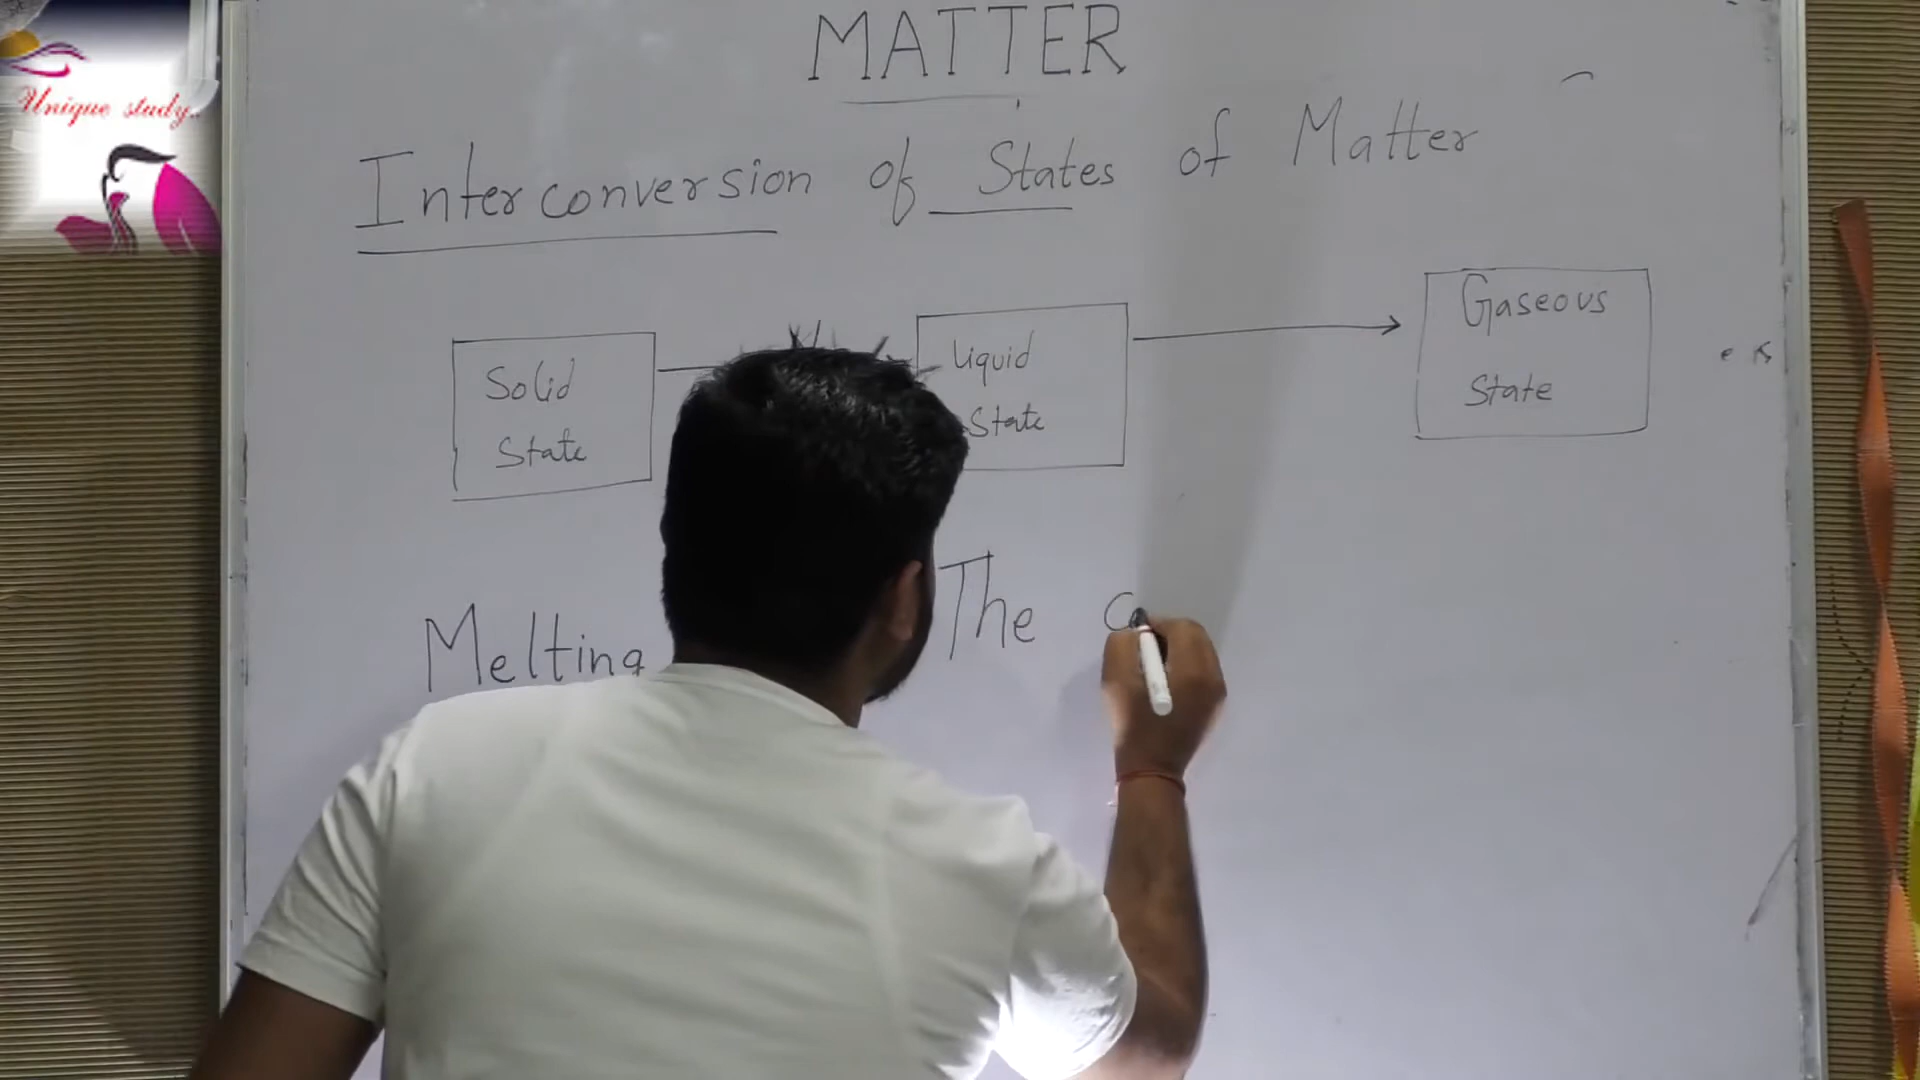 Unique study..
MATTER
Interconversion of States of Matter
Solid
State
Liquid
State
Gaseous
State
Melting The